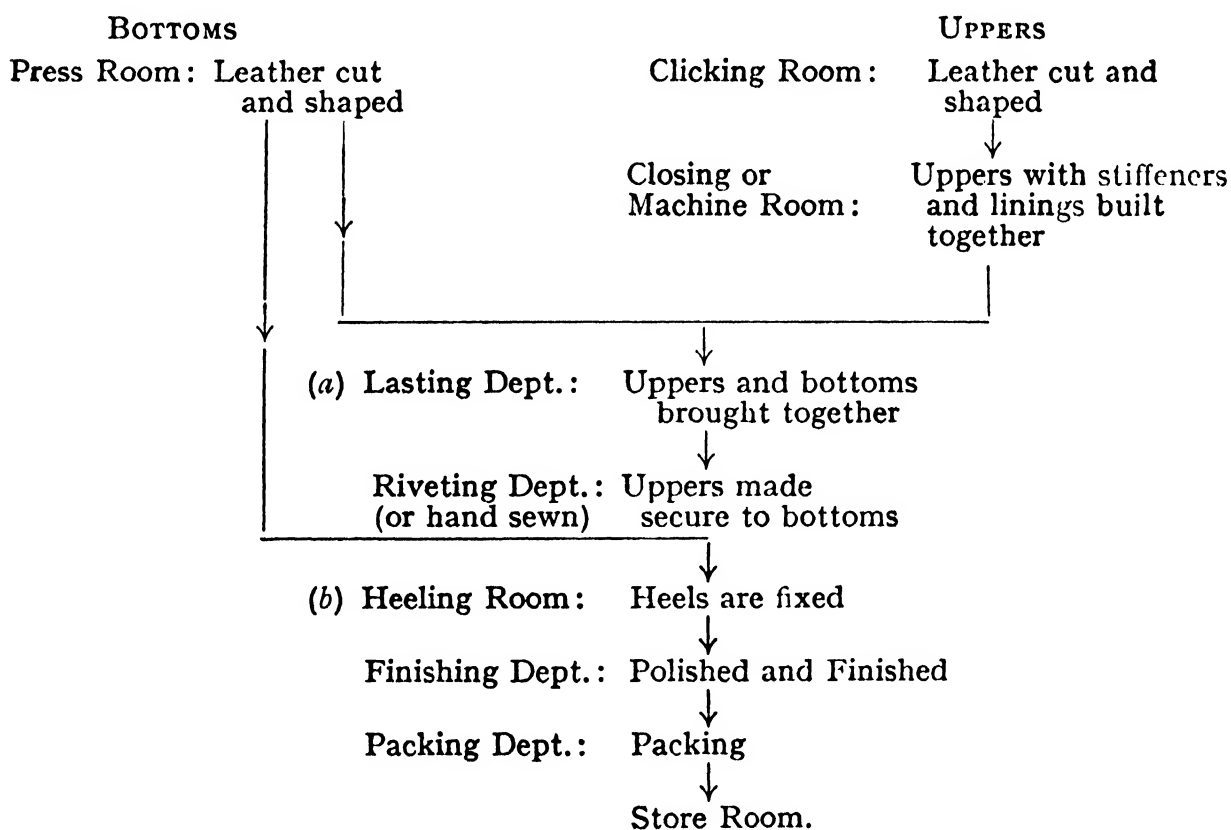 BOTTOMS
Press Room: Leather cut
and shaped
UPPERS
Clicking Room: Leather cut and
shaped
Closing or
Machine Room:
Uppers with stiffeners
and linings built
together
(a) Lasting Dept.: Uppers and bottoms
brought together
Riveting Dept.: Uppers made
(or hand sewn) secure to bottoms
(b) Heeling Room: Heels are fixed
Finishing Dept.: Polished and Finished
Packing Dept.: Packing
Store Room.